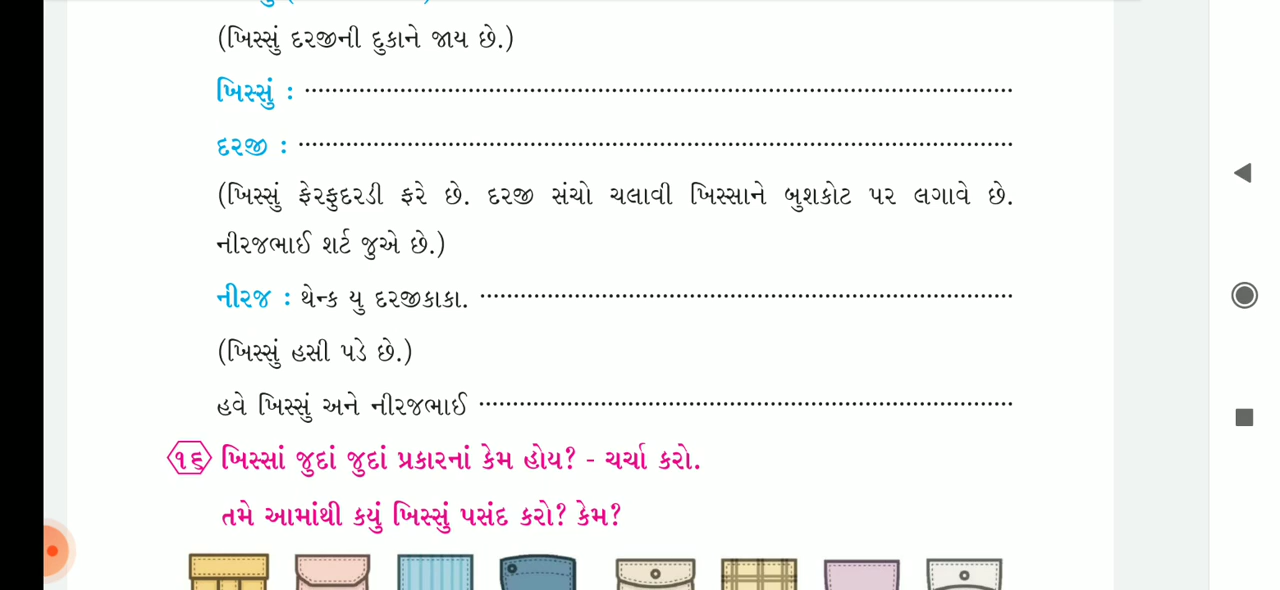 (ખિસ્સું દરજીની દુકાને જાય છે.)
ખિસ્સું :
દરજી :
(ખિસ્સું ફેરફુદરડી ફરે છે. દરજી સંચો ચલાવી ખિસ્સાને બુશકોટ પર લગાવે છે.
નીરજભાઈ શર્ટ જુએ છે.)
નીરજ : થેન્ક યુ દરજીકાકા.
(ખિસ્સું હસી પડે છે.)
હવે ખિસ્સું અને નીરજભાઈ
૧૬ ખિસ્સાં જુદાં જુદાં પ્રકારનાં કેમ હોય? - ચર્ચા કરો.
તમે આમાંથી કયું ખિસ્સું પસંદ કરો? કેમ?